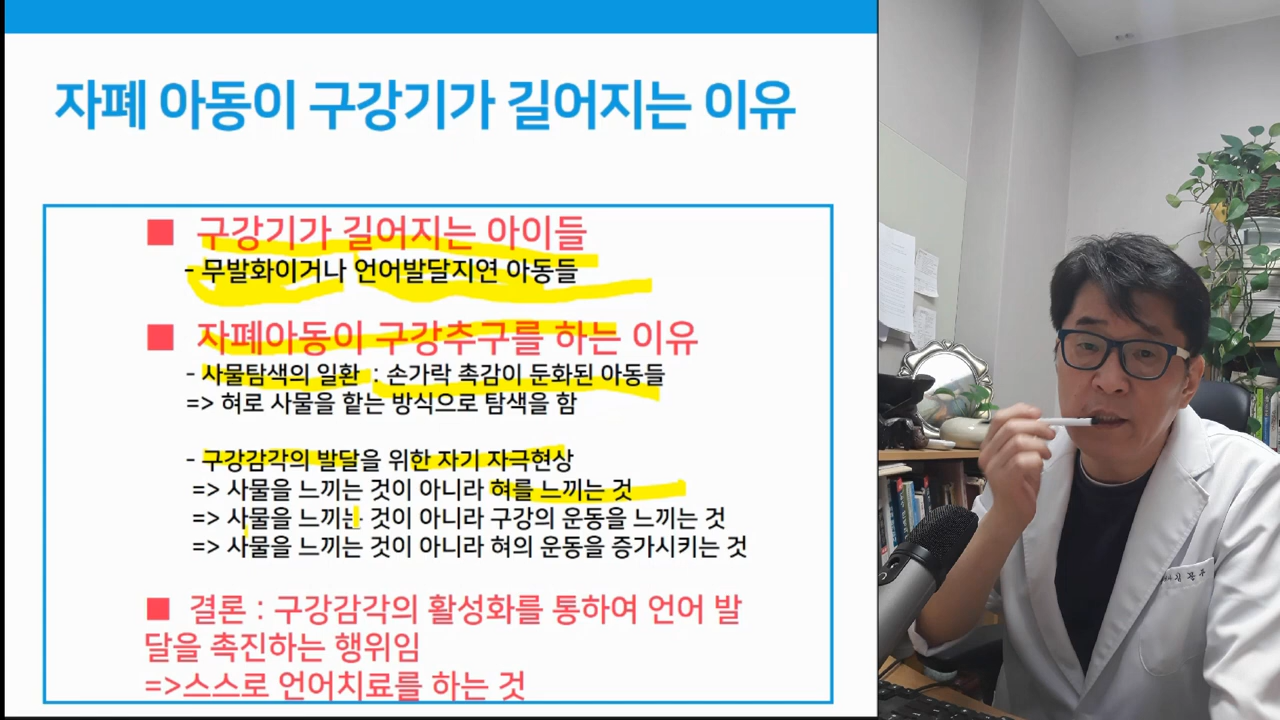 자폐 아동이 구강기가 길어지는 이유
■ 구강기가 길어지는 아이들
- 무발화이거나 언어발달지연 아동들
■ 자폐아동이 구강추구를 하는 이유
- 사물탐색의 일환 : 손가락 촉감이 둔화된 아동들
=> 혀로 사물을 핥는 방식으로 탐색을 함
- 구강감각의 발달을 위한 자기 자극현상
=> 사물을 느끼는 것이 아니라 혀를 느끼는 것
=> 사물을 느끼는 것이 아니라 구강의 운동을 느끼는 것
=> 사물을 느끼는 것이 아니라 혀의 운동을 증가시키는 것
■ 결론 : 구강감각의 활성화를 통하여 언어 발
달을 촉진하는 행위임
=>스스로 언어치료를 하는 것